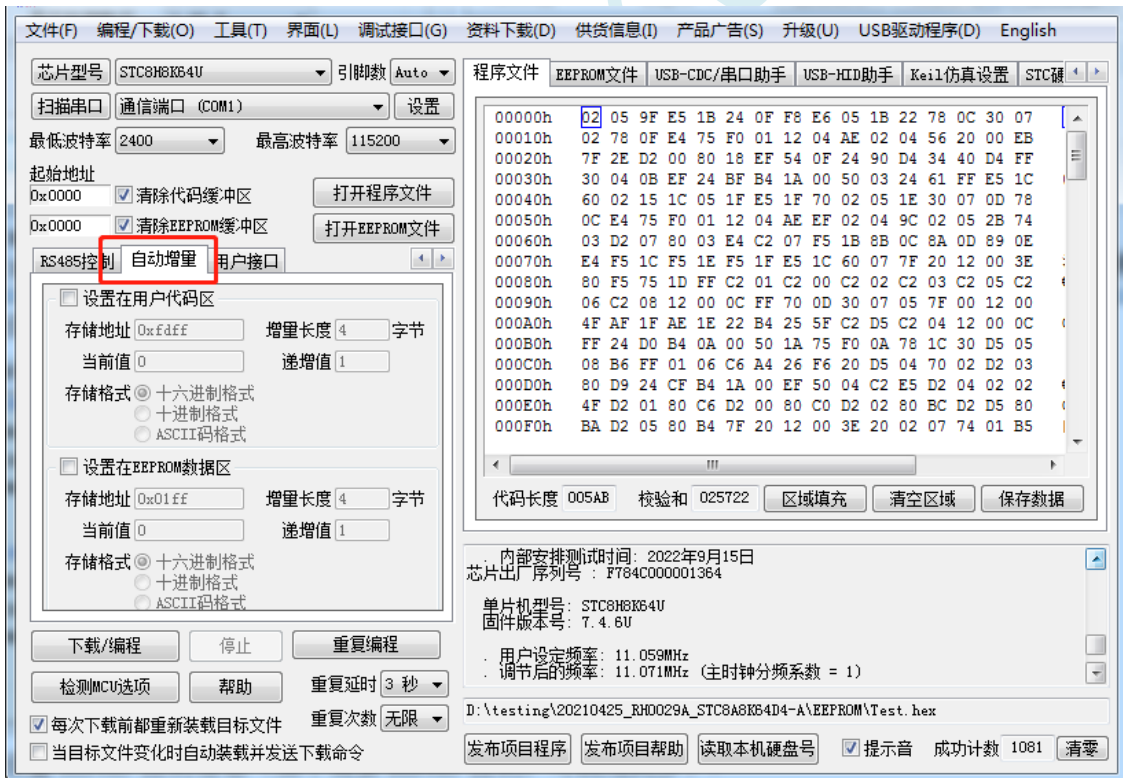 文件(F) 编程/下载(O) 工具(T) 界面(L) 调试接口(G) 资料下载(D) 供货信息(I) 产品广告(S) 升级(U) USB驱动程序(D) English
芯片型号 STC8H8K64U 引脚数 Auto
扫描串口 通信端口 (COM1) 设置
最低波特率 2400 最高波特率 115200
起始地址
0x0000 清除代码缓冲区 打开程序文件
0x0000 清除EEPROM缓冲区 打开EEPROM文件
RS485控制 自动增量 用户接口
设置在用户代码区
存储地址 0xfdff 增量长度 4 字节
当前值 0 递增值 1
存储格式 十六进制格式
十进制格式
ASCII码格式
设置在EEPROM数据区
存储地址 0x01ff 增量长度 4 字节
当前值 0 递增值 1
存储格式 十六进制格式
十进制格式
ASCII码格式
下载/编程 停止 重复编程
检测MCU选项 帮助 重复延时 3 秒
每次下载前都重新装载目标文件 重复次数 无限
当目标文件变化时自动装载并发送下载命令
程序文件 EEPROM文件 USB-CDC/串口助手 USB-HID助手 Keil仿真设置 STC硬
00000h 02 05 9F E5 1B 24 0F F8 E6 05 1B 22 78 0C 30 07
00010h 02 78 0F E4 75 F0 01 12 04 AE 02 04 56 20 00 EB
00020h 7F 2E D2 00 80 18 EF 54 0F 24 90 D4 34 40 D4 FF
00030h 30 04 0B EF 24 BF B4 1A 00 50 03 24 61 FF E5 1C
00040h 60 02 15 1C 05 1F E5 1F 70 02 05 1E 30 07 0D 78
00050h 0C E4 75 F0 01 12 04 AE EF 02 04 9C 02 05 2B 74
00060h 03 D2 07 80 03 E4 C2 07 F5 1B 8B 0C 8A 0D 89 0E
00070h E4 F5 1C F5 1E F5 1F E5 1C 60 07 7F 20 12 00 3E
00080h 80 F5 75 1D FF C2 01 C2 00 C2 02 C2 03 C2 05 C2
00090h 06 C2 08 12 00 0C FF 70 0D 30 07 05 7F 00 12 00
000A0h 4F AF 1F AE 1E 22 B4 25 5F C2 D5 C2 04 12 00 0C
000B0h FF 24 D0 B4 0A 00 50 1A 75 F0 0A 78 1C 30 D5 05
000C0h 08 B6 FF 01 06 C6 A4 26 F6 20 D5 04 70 02 D2 03
000D0h 80 D9 24 CF B4 1A 00 EF 50 04 C2 E5 D2 04 02 02
000E0h 4F D2 01 80 C6 D2 00 80 C0 D2 02 80 BC D2 D5 80
000F0h BA D2 05 80 B4 7F 20 12 00 3E 20 02 07 74 01 B5
代码长度 005AB 校验和 025722 区域填充 清空区域 保存数据
. 内部安排测试时间: 2022年9月15日
芯片出厂序列号 : F784C000001364
单片机型号: STC8H8K64U
固件版本号: 7.4.6U
. 用户设定频率: 11.059MHz
. 调节后的频率: 11.071MHz (主时钟分频系数 = 1)
D:\testing\20210425_RH0029A_STC8A8K64D4-A\EEPROM\Test.hex
发布项目程序 发布项目帮助 读取本机硬盘号 提示音 成功计数 1081 清零